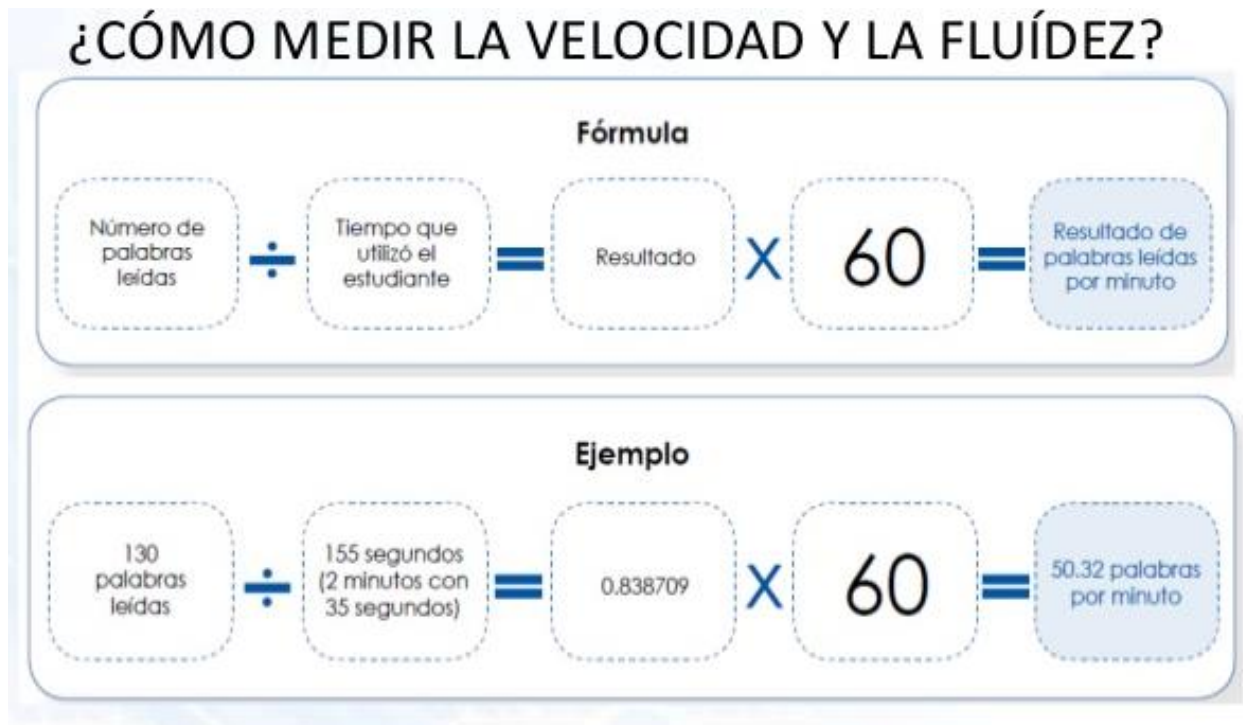 ¿CÓMO MEDIR LA VELOCIDAD Y LA FLUÍDEZ?
Fórmula
Número de
palabras
leídas
÷
Tiempo que
utilizó el
estudiante
=
Resultado
X
60
=
Resultado de
palabras leídas
por minuto
Ejemplo
130
palabras
leídas
÷
155 segundos
(2 minutos con
35 segundos)
=
0.838709
X
60
=
50.32 palabras
por minuto